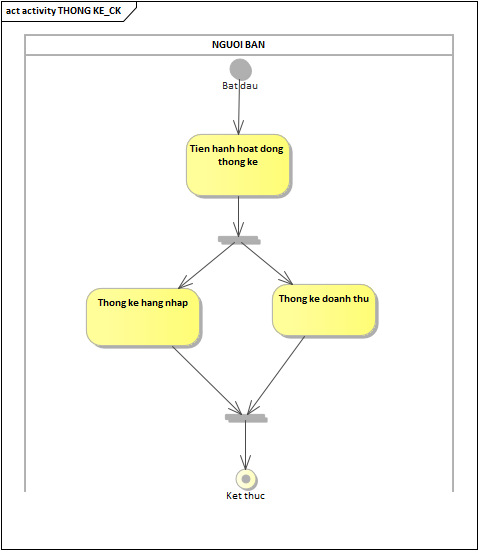 act activity THONG KE_CK
NGUOI BAN
Bat dau
Tien hanh hoat dong
thong ke
Thong ke hang nhap
Thong ke doanh thu
Ket thuc